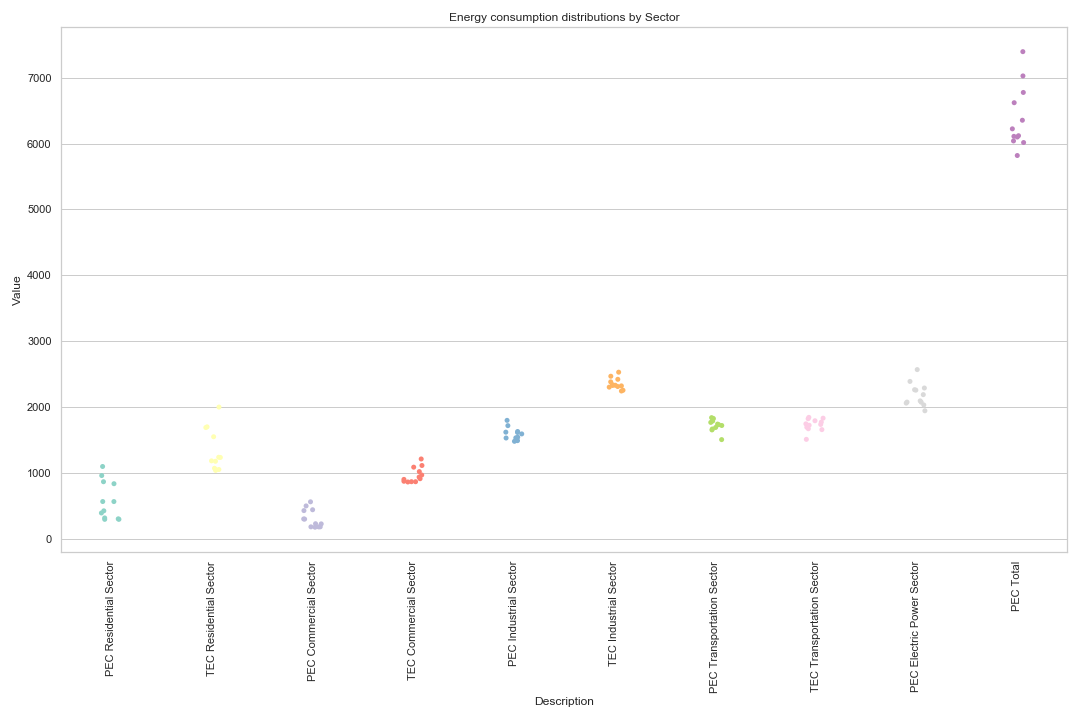 Energy consumption distributions by Sector
Value
7000
6000
5000
4000
3000
2000
1000
0
PEC Residential Sector
TEC Residential Sector
PEC Commercial Sector
TEC Commercial Sector
PEC Industrial Sector
TEC Industrial Sector
PEC Transportation Sector
TEC Transportation Sector
PEC Electric Power Sector
PEC Total
Description